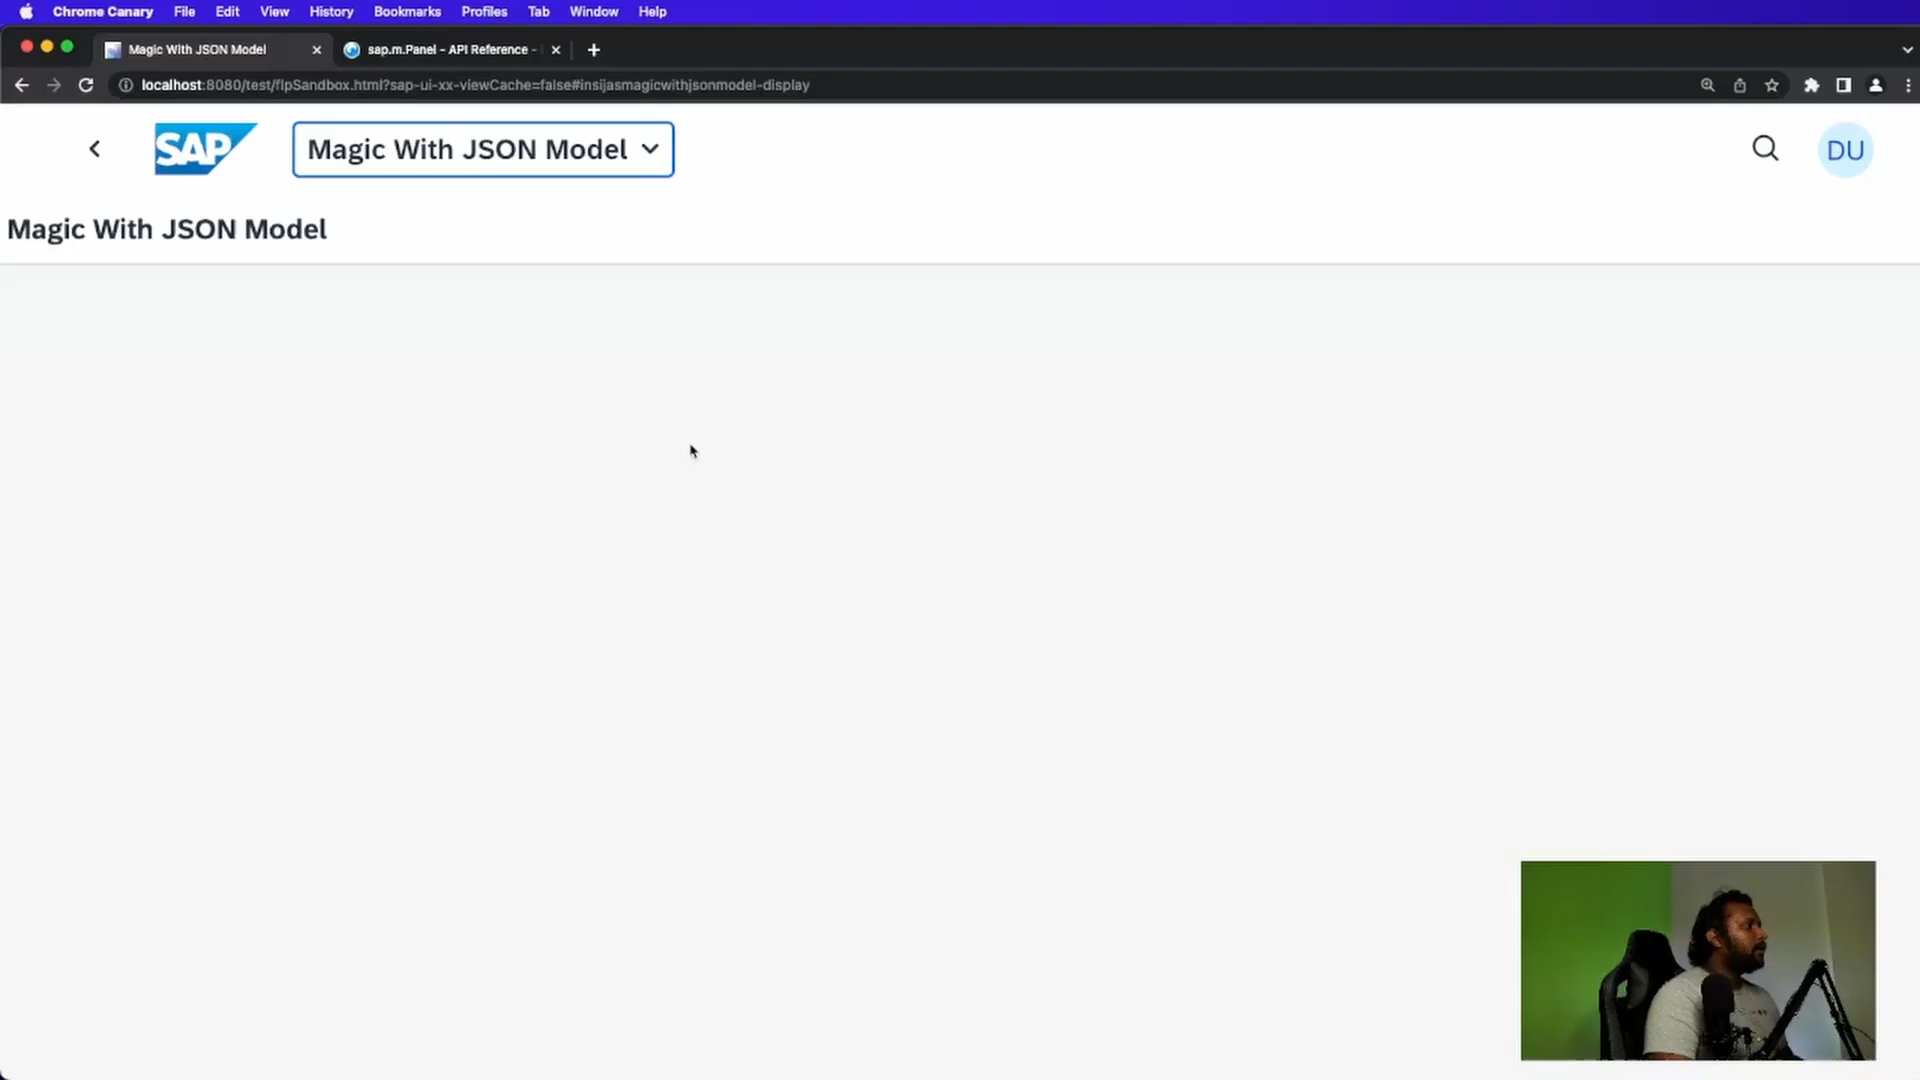 Chrome Canary File Edit View History Bookmarks Profiles Tab Window Help
Magic With JSON Model sap.m.Panel - API Reference -
localhost:8080/test/flpSandbox.html?sap-ui-xx-viewCache=false#insijasmagicwithjsonmodel-display
SAP Magic With JSON Model DU
Magic With JSON Model